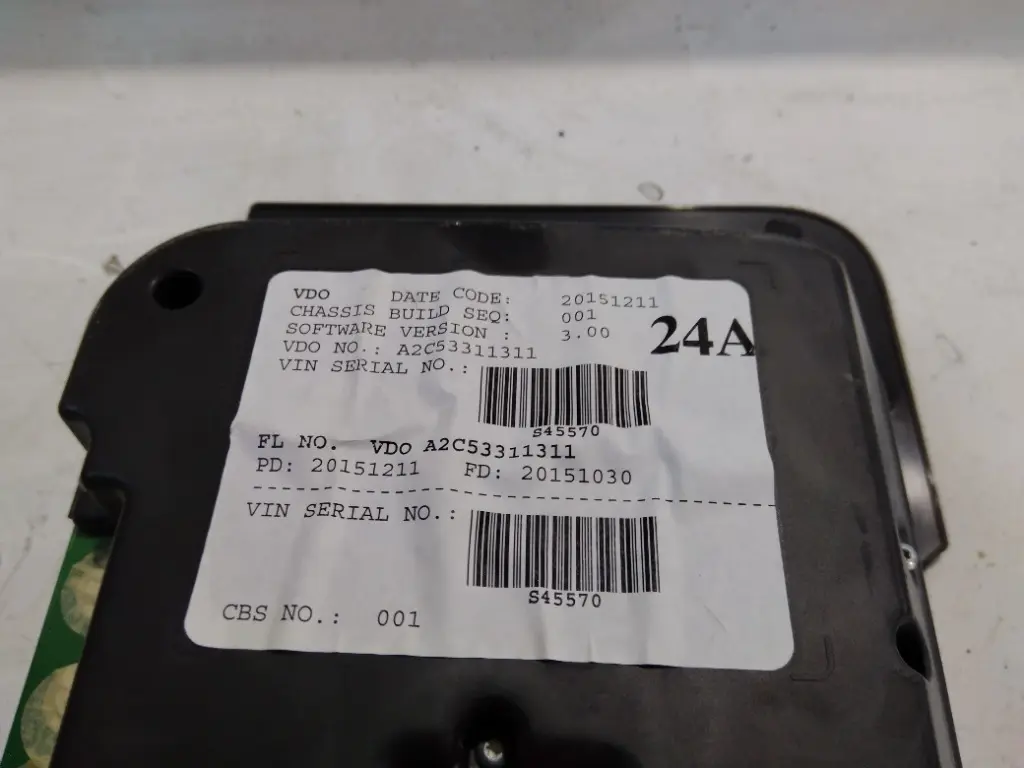 VDO DATE CODE: 20151211
CHASSIS BUILD SEQ: 001
SOFTWARE VERSION : 3.00
24A
VDO NO.: A2C53311311
VIN SERIAL NO.:
S45570
FL NO. VDO A2C53311311
PD: 20151211 FD: 20151030
VIN SERIAL NO.:
S45570
CBS NO.: 001